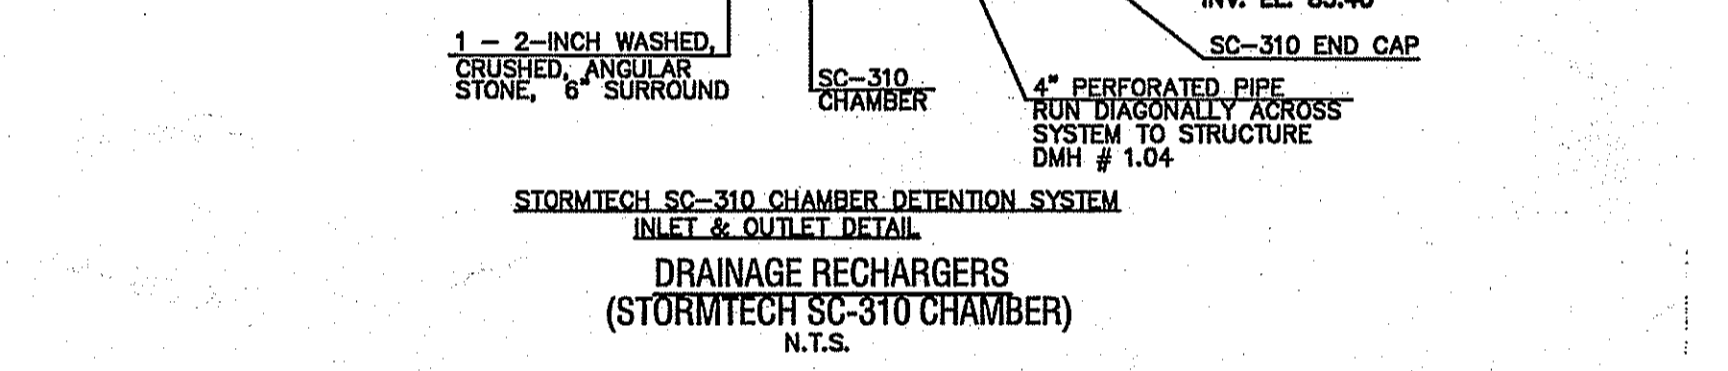 1 – 2-INCH WASHED,
CRUSHED, ANGULAR
STONE, 6" SURROUND
SC-310
CHAMBER
4" PERFORATED PIPE
RUN DIAGONALLY ACROSS
SYSTEM TO STRUCTURE
DMH # 1.04
SC-310 END CAP
STORMTECH SC-310 CHAMBER DETENTION SYSTEM
INLET & OUTLET DETAIL
DRAINAGE RECHARGERS
(STORMTECH SC-310 CHAMBER)
N.T.S.